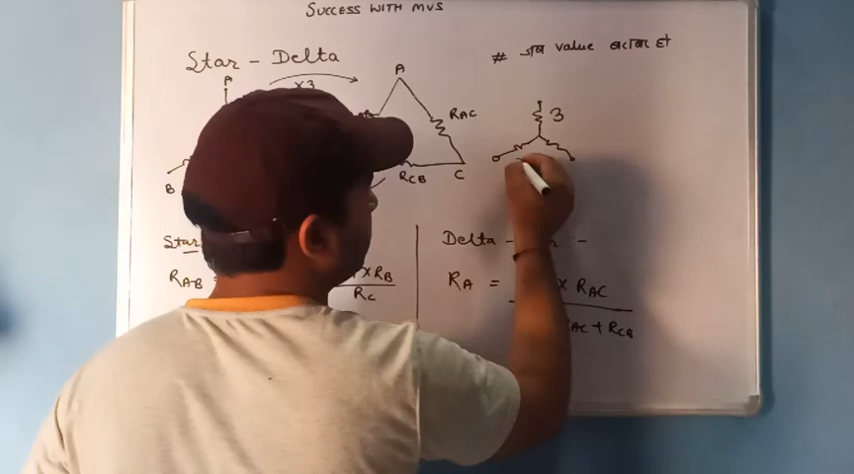 SUCCESS WITH MVS
Star - Delta
×3
A
B
A
RAC
RCB
C
# जब value बराबर हो
3
Star
RAB =
× RB
RC
Delta -
RA =
× RAC
AC + RCB